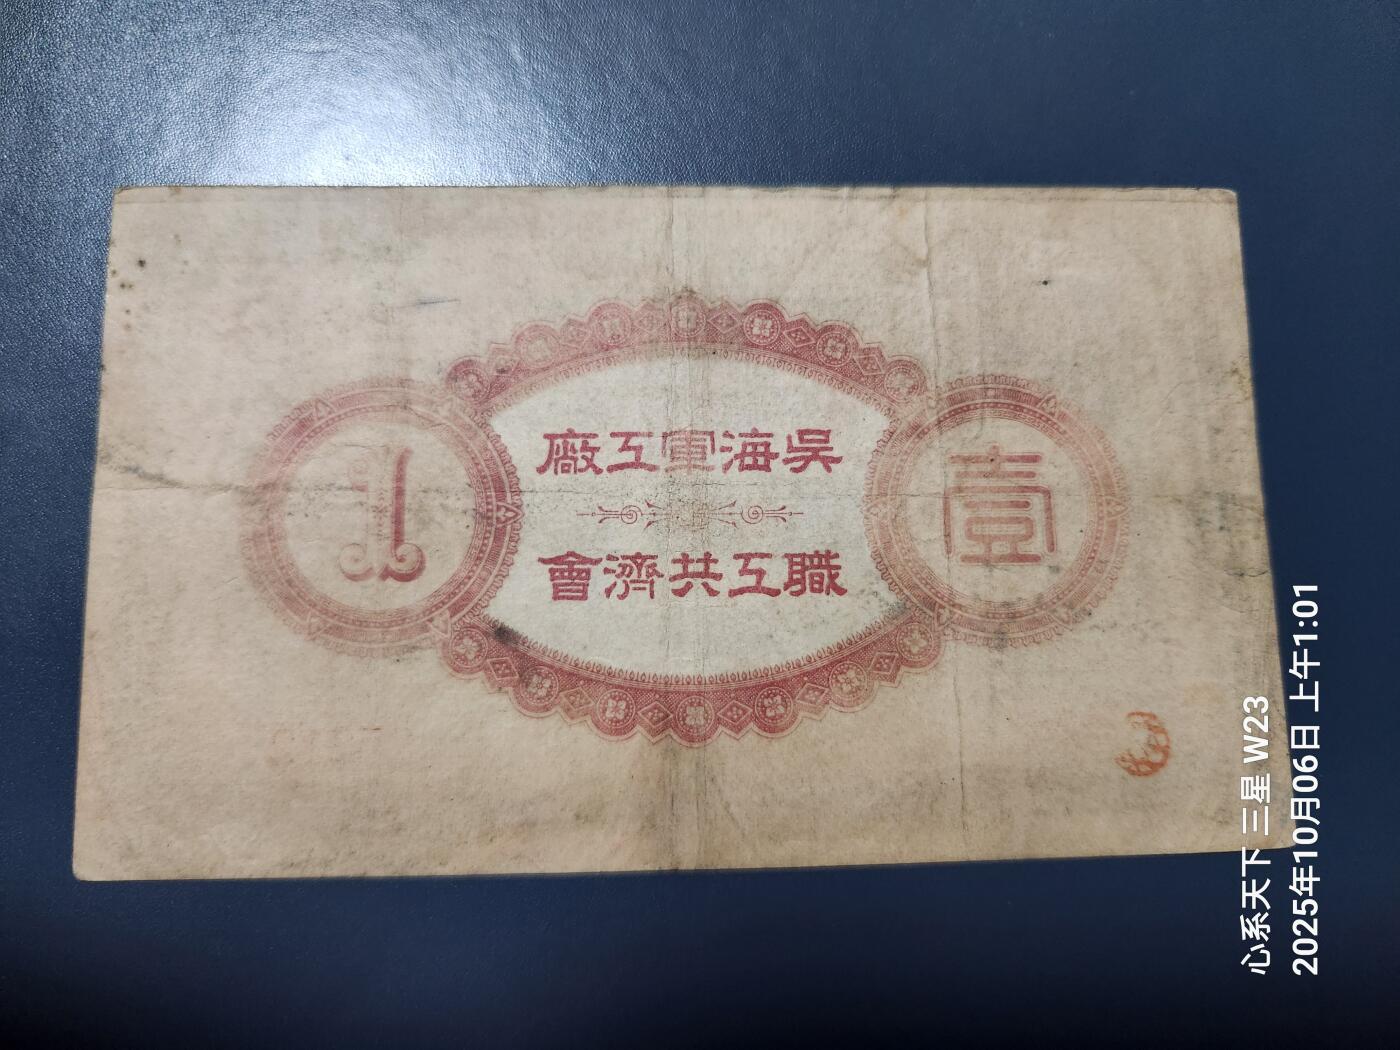 吳海軍工廠
職工共濟會
1
壹
心系天下 三星 W23
2025年10月06日 上午1:01